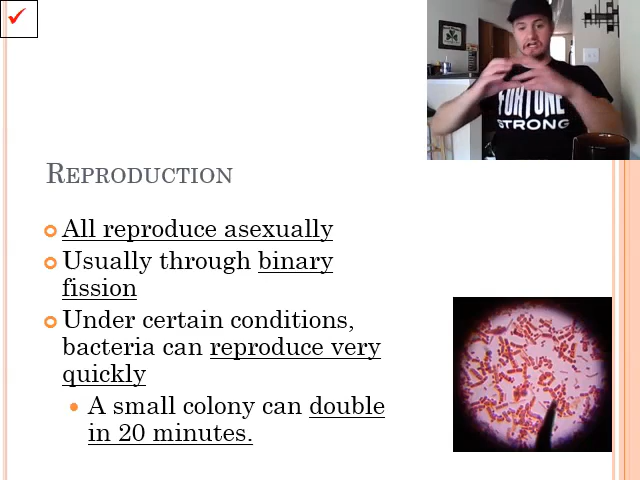 FORTUNE
STRONG
REPRODUCTION
All reproduce asexually
Usually through binary
fission
Under certain conditions,
bacteria can reproduce very
quickly
A small colony can double
in 20 minutes.